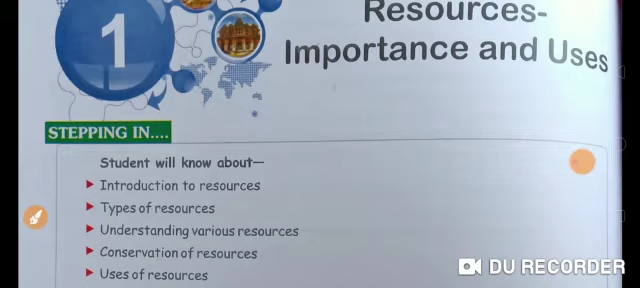 1
Resources-
Importance and Uses
STEPPING IN....
Student will know about—
Introduction to resources
Types of resources
Understanding various resources
Conservation of resources
Uses of resources
DU RECORDER